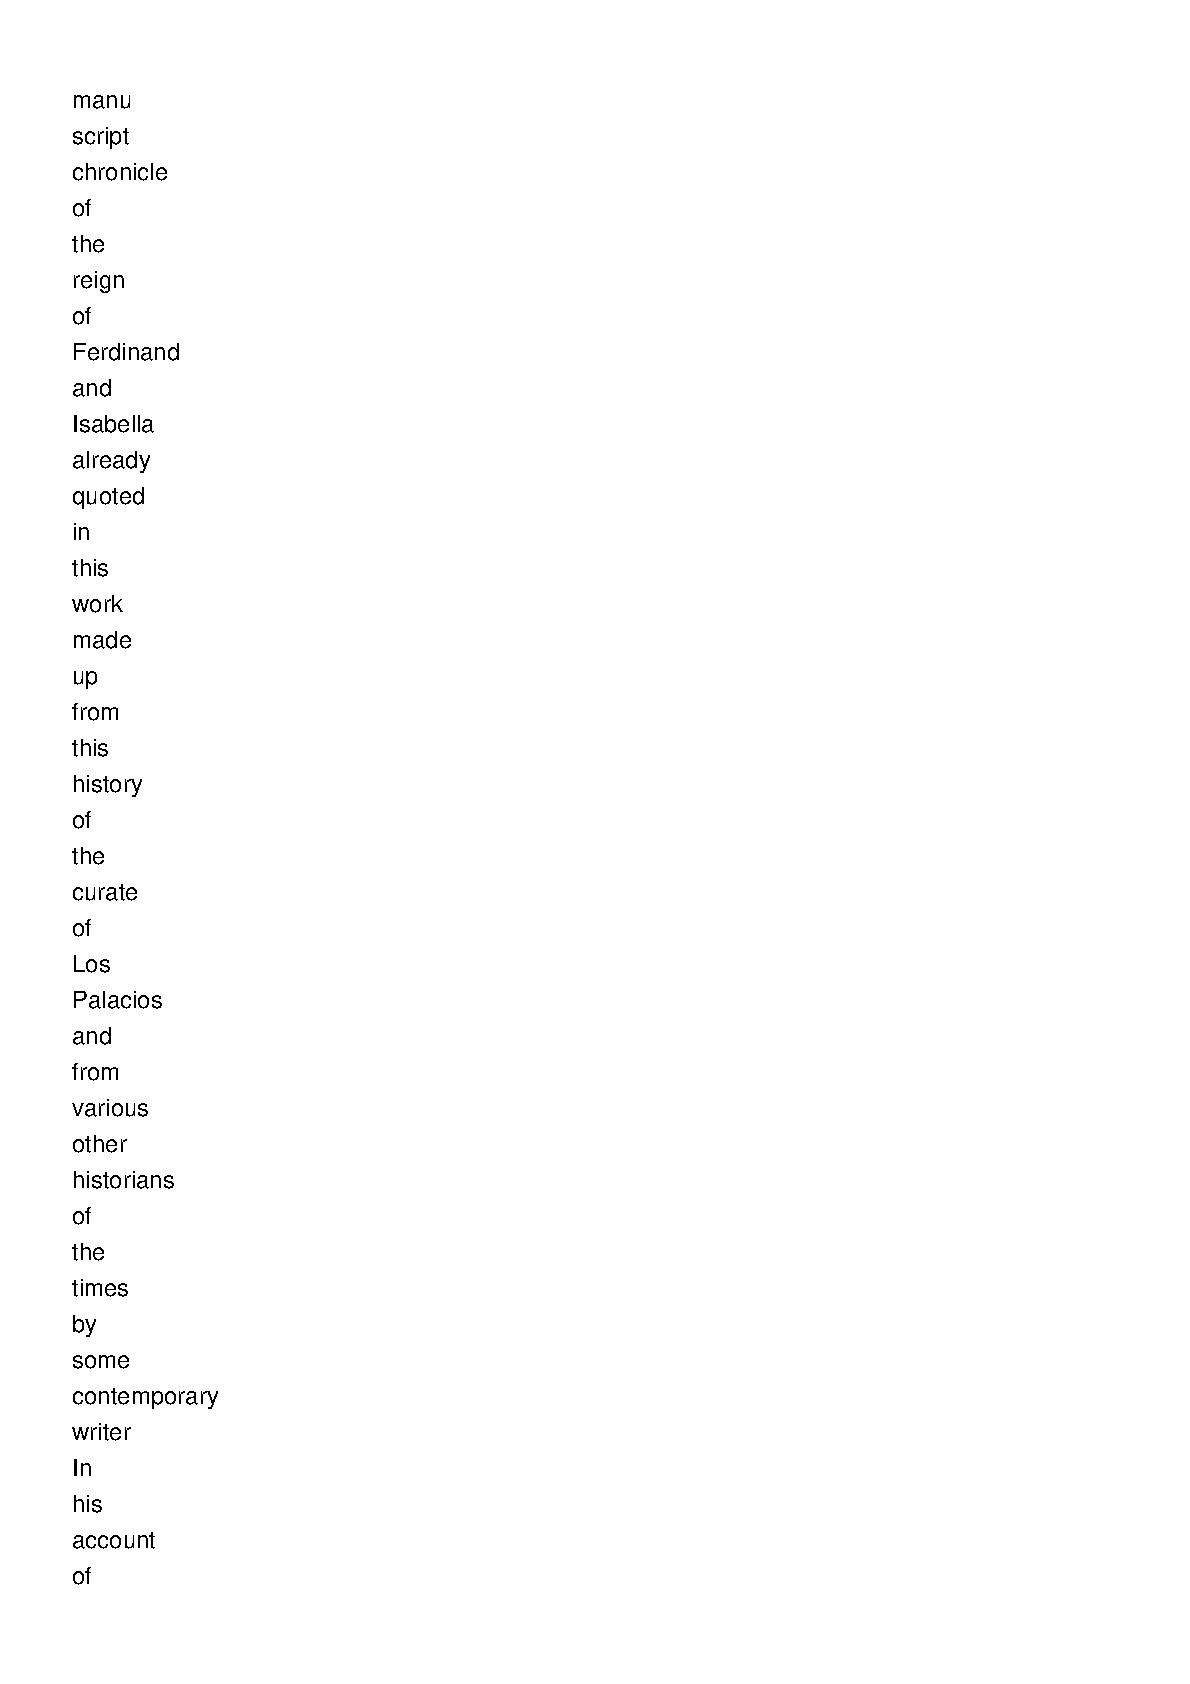 manu
script
chronicle
of
the
reign
of
Ferdinand
and
Isabella
already
quoted
in
this
work
made
up
from
this
history
of
the
curate
of
Los
Palacios
and
from
various
other
historians
of
the
times
by
some
contemporary
writer
In
his
account
of